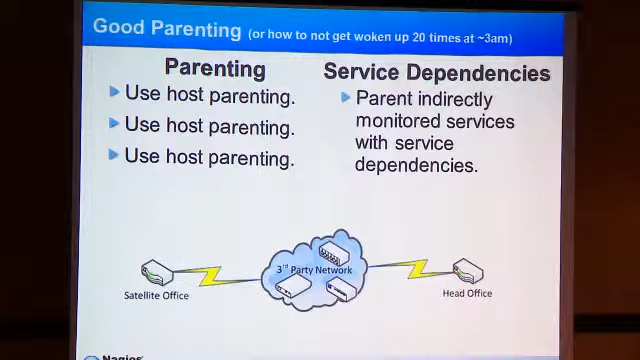 Good Parenting (or how to not get woken up 20 times at ~3am)
Parenting
Use host parenting.
Use host parenting.
Use host parenting.
Service Dependencies
Parent indirectly
monitored services
with service
dependencies.
3rd Party Network
Satellite Office
Head Office
Nagios